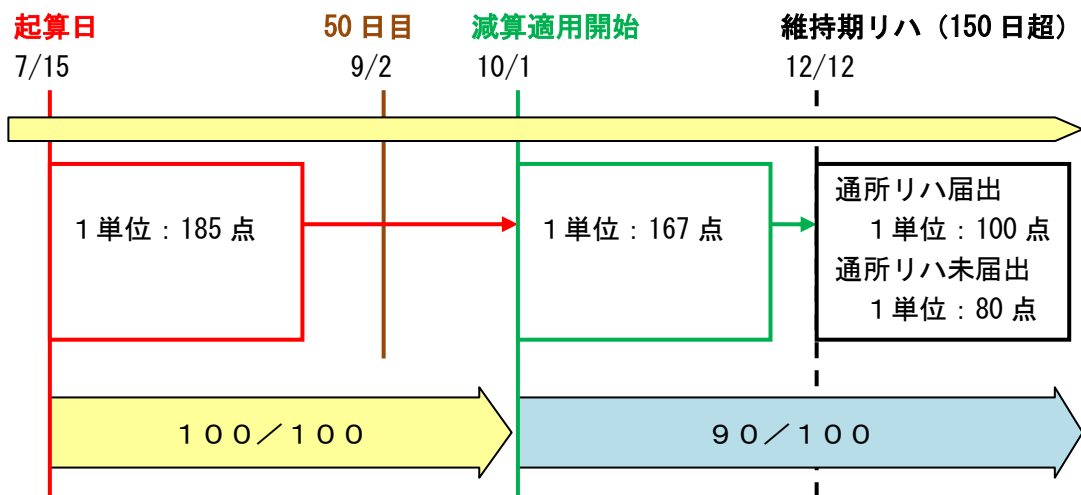 起算日 50日目 減算適用開始 維持期リハ（150日超）
7/15 9/2 10/1 12/12
1単位：185点
1単位：167点
通所リハ届出
1単位：100点
通所リハ未届出
1単位：80点
１００／１００
９０／１００